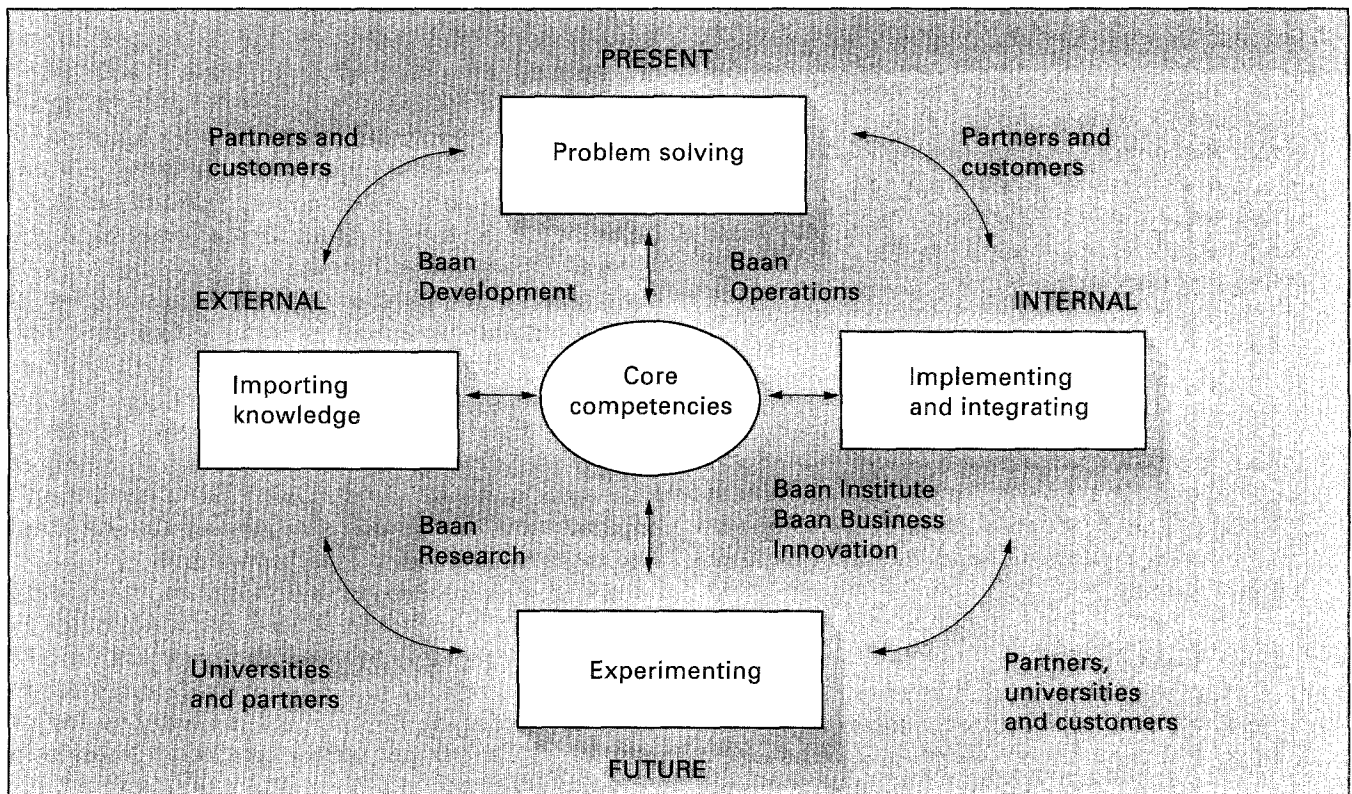 PRESENT
Partners and
customers
Problem solving
Partners and
customers
Baan
Development
Baan
Operations
EXTERNAL
INTERNAL
Importing
knowledge
Core
competencies
Implementing
and integrating
Baan
Research
Baan Institute
Baan Business
Innovation
Universities
and partners
Experimenting
Partners,
universities
and customers
FUTURE